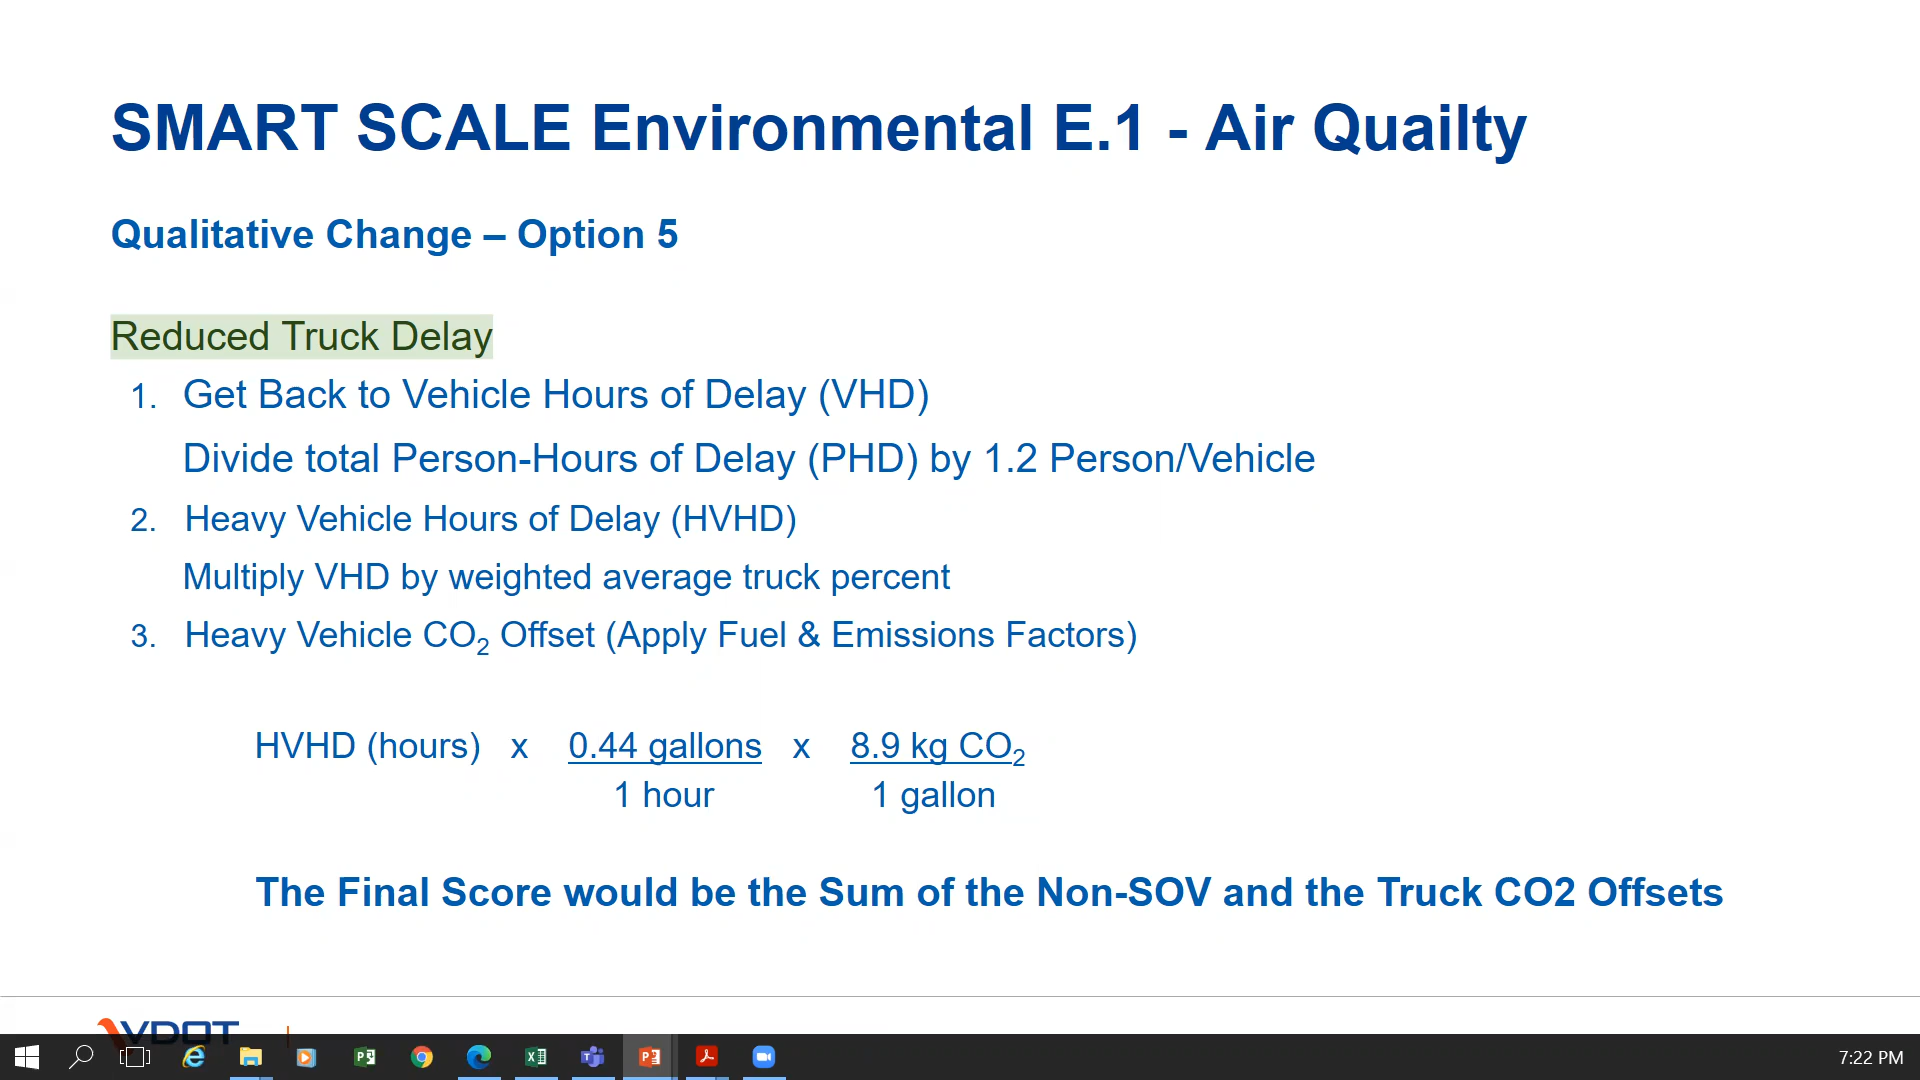 SMART SCALE Environmental E.1 - Air Quailty
Qualitative Change – Option 5
Reduced Truck Delay
1. Get Back to Vehicle Hours of Delay (VHD)
Divide total Person-Hours of Delay (PHD) by 1.2 Person/Vehicle
2. Heavy Vehicle Hours of Delay (HVHD)
Multiply VHD by weighted average truck percent
3. Heavy Vehicle CO₂ Offset (Apply Fuel & Emissions Factors)
HVHD (hours) x 0.44 gallons x 8.9 kg CO₂
1 hour 1 gallon
The Final Score would be the Sum of the Non-SOV and the Truck CO2 Offsets
VDOT
7:22 PM